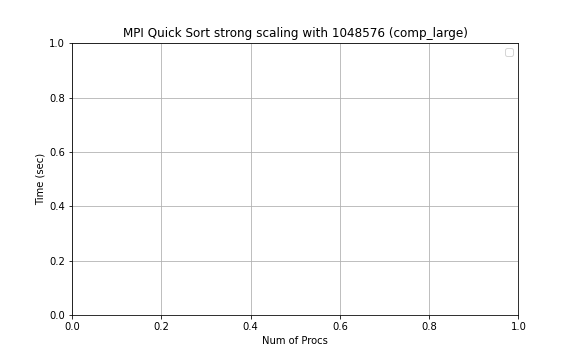 MPI Quick Sort strong scaling with 1048576 (comp_large)
1.0
0.8
0.6
0.4
0.2
0.0
Time (sec)
0.0 0.2 0.4 0.6 0.8 1.0
Num of Procs